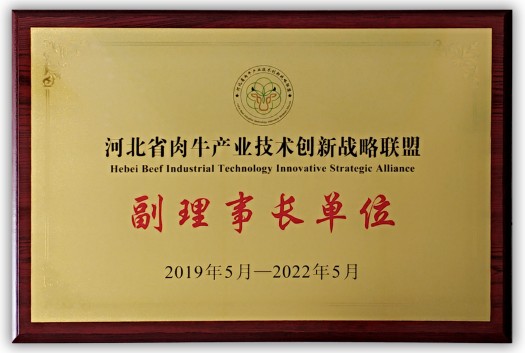 河北省肉牛产业技术创新战略联盟
Hebei Beef Industrial Technology Innovative Strategic Alliance
副理事长单位
2019年5月—2022年5月